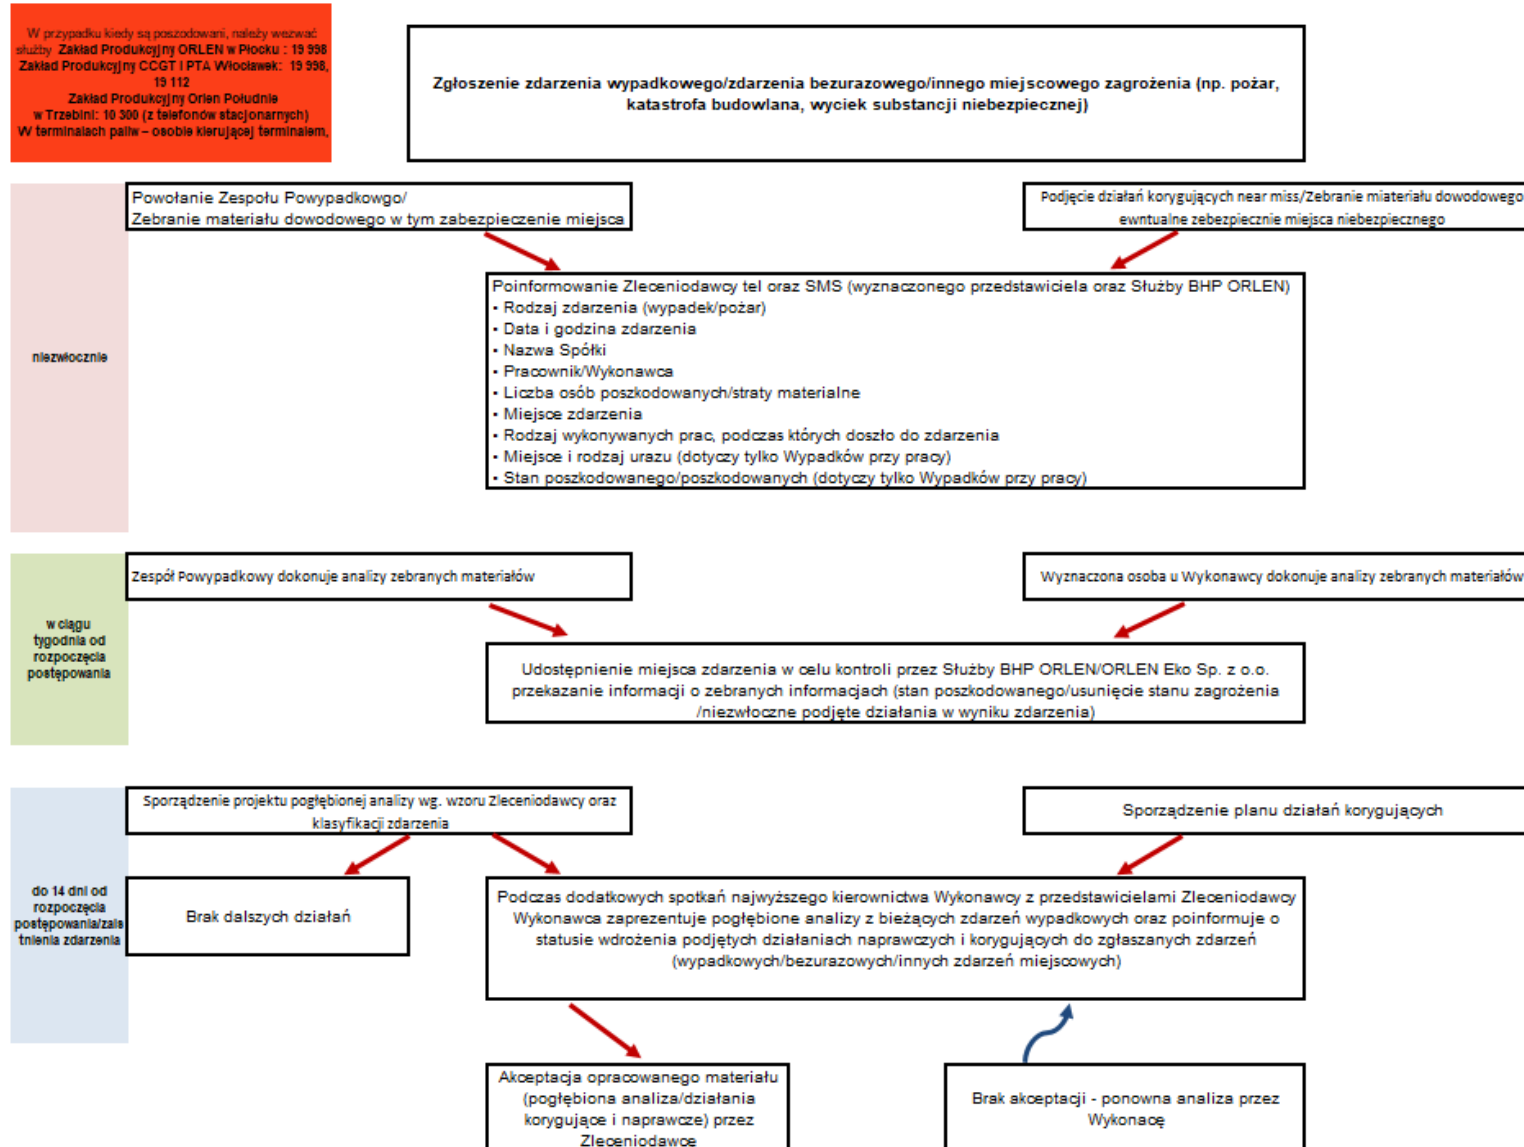 W przypadku kiedy są poszodowani, należy wezwać
służby Zakład Produkcyjny ORLEN w Płocku : 19 998
Zakład Produkcyjny CCGT i PTA Włocławek: 19 998,
19 112
Zakład Produkcyjny Orlen Południe
w Trzebini: 10 300 (z telefonów stacjonarnych)
W terminalach paliw – osobie kierującej terminalem,
Zgłoszenie zdarzenia wypadkowego/zdarzenia bezurazowego/innego miejscowego zagrożenia (np. pożar,
katastrofa budowlana, wyciek substancji niebezpiecznej)
niezwłocznie
Powołanie Zespołu Powypadkowgo/
Zebranie materiału dowodowego w tym zabezpieczenie miejsca
Podjęcie działań korygujących near miss/Zebranie miateriału dowodowego
ewntualne zebezpiecznie miejsca niebezpiecznego
Poinformowanie Zleceniodawcy tel oraz SMS (wyznaczonego przedstawiciela oraz Służby BHP ORLEN)
• Rodzaj zdarzenia (wypadek/pożar)
• Data i godzina zdarzenia
• Nazwa Spółki
• Pracownik/Wykonawca
• Liczba osób poszkodowanych/straty materialne
• Miejsce zdarzenia
• Rodzaj wykonywanych prac, podczas których doszło do zdarzenia
• Miejsce i rodzaj urazu (dotyczy tylko Wypadków przy pracy)
• Stan poszkodowanego/poszkodowanych (dotyczy tylko Wypadków przy pracy)
w ciągu
tygodnia od
rozpoczęcia
postępowania
Zespół Powypadkowy dokonuje analizy zebranych materiałów
Wyznaczona osoba u Wykonawcy dokonuje analizy zebranych materiałów
Udostępnienie miejsca zdarzenia w celu kontroli przez Służby BHP ORLEN/ORLEN Eko Sp. z o.o.
przekazanie informacji o zebranych informacjach (stan poszkodowanego/usunięcie stanu zagrożenia
/niezwłoczne podjęte działania w wyniku zdarzenia)
do 14 dni od
rozpoczęcia
postępowania/zais
tnienia zdarzenia
Sporządzenie projektu pogłębionej analizy wg. wzoru Zleceniodawcy oraz
klasyfikacji zdarzenia
Sporządzenie planu działań korygujących
Brak dalszych działań
Podczas dodatkowych spotkań najwyższego kierownictwa Wykonawcy z przedstawicielami Zleceniodawcy
Wykonawca zaprezentuje pogłębione analizy z bieżących zdarzeń wypadkowych oraz poinformuje o
statusie wdrożenia podjętych działaniach naprawczych i korygujących do zgłaszanych zdarzeń
(wypadkowych/bezurazowych/innych zdarzeń miejscowych)
Akceptacja opracowanego materiału
(pogłębiona analiza/działania
korygujące i naprawcze) przez
Zleceniodawcę
Brak akceptacji - ponowna analiza przez
Wykonacę